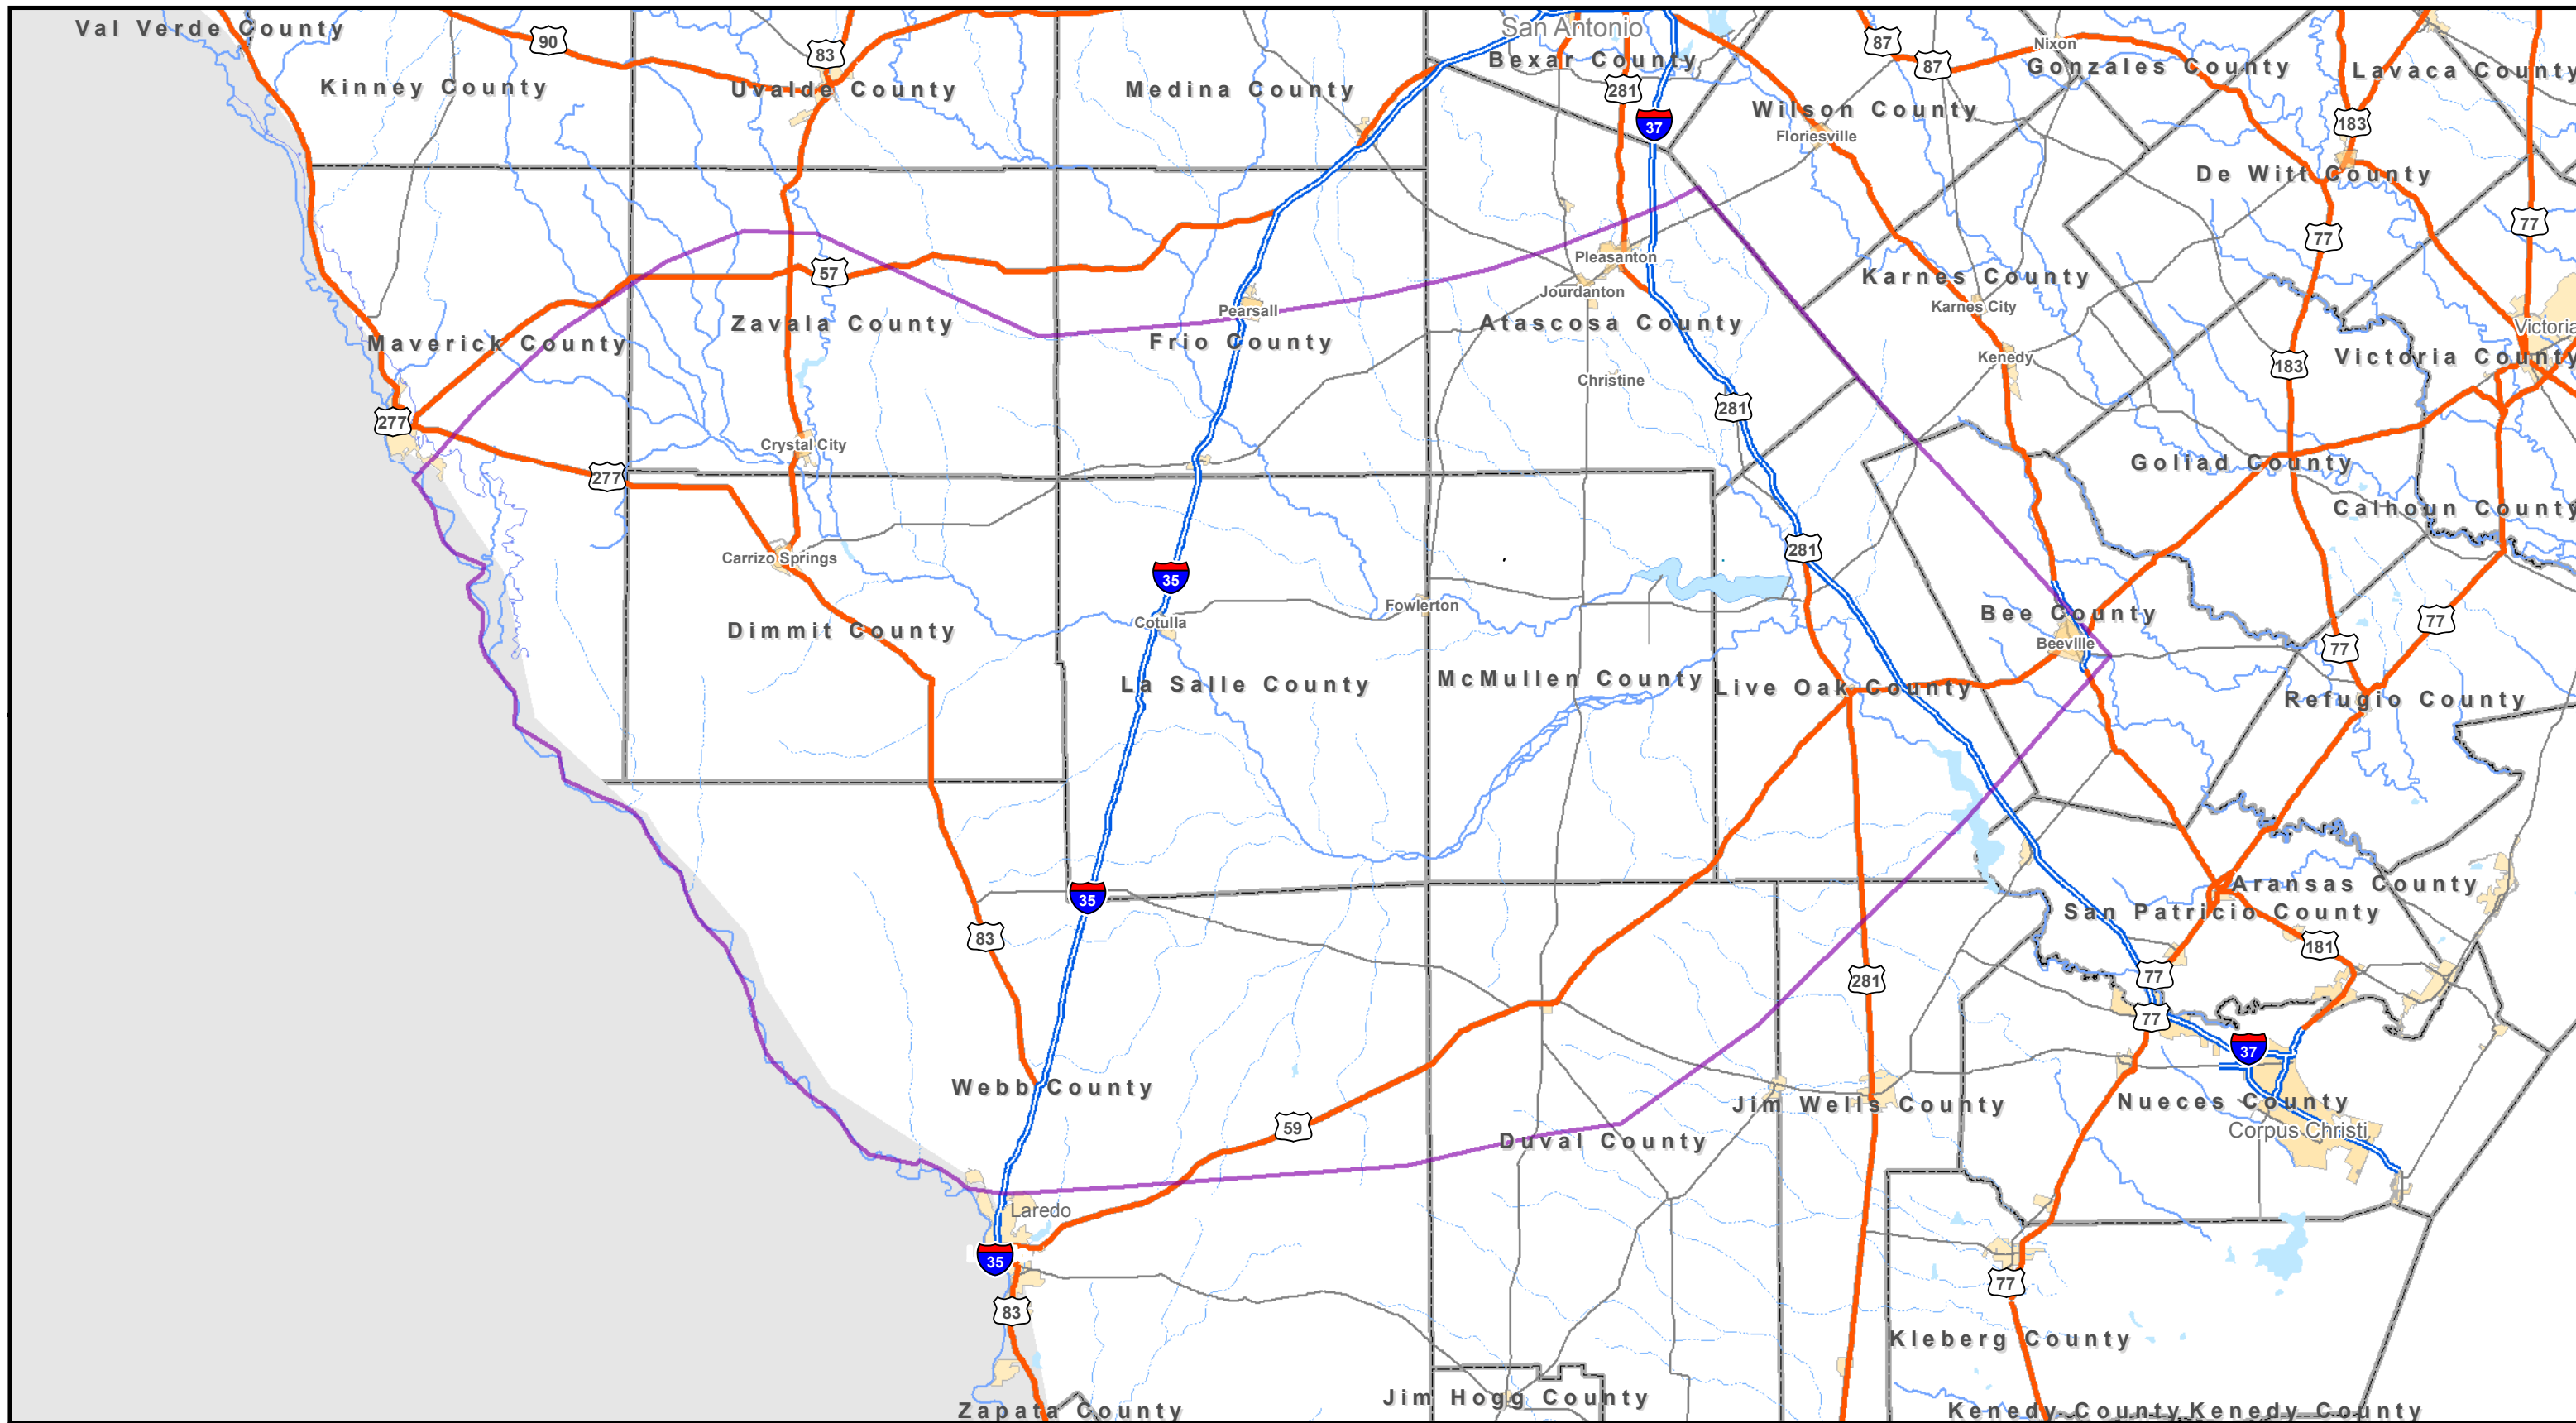 San Antonio
Val Verde County
90
83
87
Nixon
Bexar County
87
Gonzales County
Lavaca County
Kinney County
Uvalde County
Medina County
281
Wilson County
37
Floriesville
183
De Witt County
77
77
57
Pleasanton
Karnes County
Jourdanton
Karnes City
Pearsall
Zavala County
Atascosa County
Victoria
Maverick County
Frio County
Kenedy
Victoria County
183
Christine
281
277
Crystal City
Goliad County
277
Calhoun County
281
Carrizo Springs
35
Fowlerton
Bee County
77
Cotulla
Dimmit County
Beeville
77
La Salle County
McMullen County
Live Oak County
Refugio County
35
Aransas County
San Patricio County
83
181
77
281
77
37
Webb County
Nueces County
Jim Wells County
59
Corpus Christi
Duval County
Laredo
35
77
83
Kleberg County
Jim Hogg County
Zapata County
Kenedy County
Kenedy County